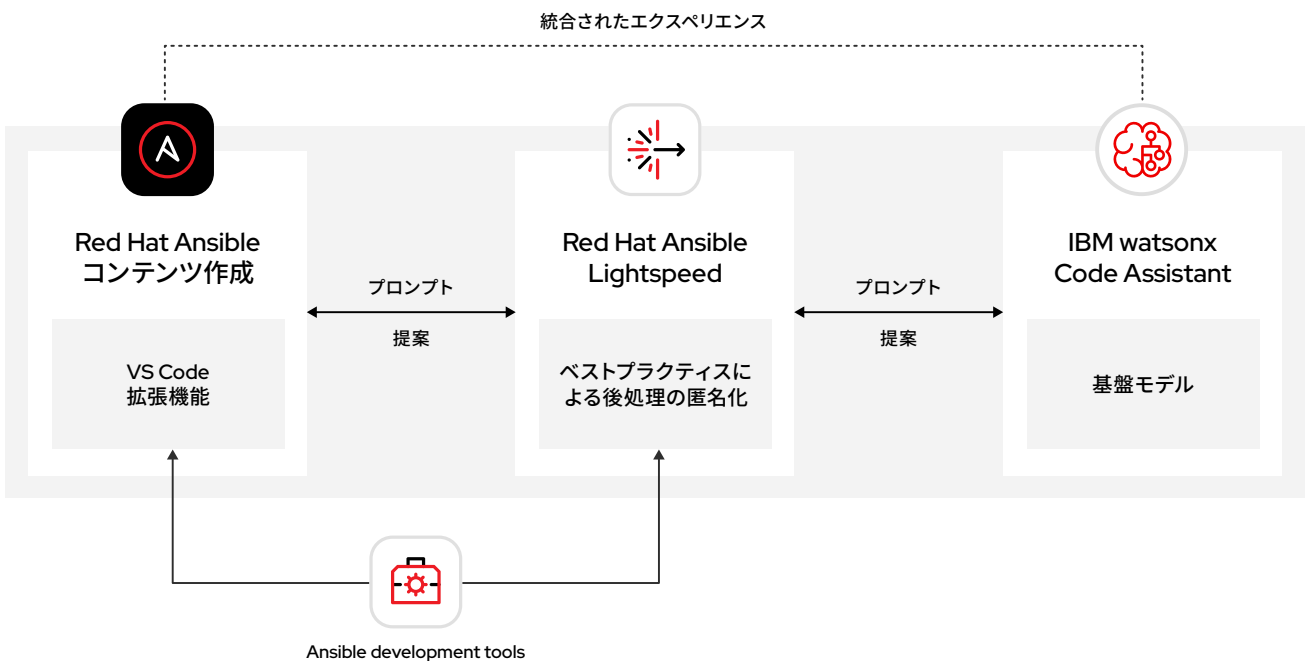 統合されたエクスペリエンス
Red Hat Ansible
コンテンツ作成
VS Code
拡張機能
プロンプト
提案
Red Hat Ansible
Lightspeed
ベストプラクティスに
よる後処理の匿名化
プロンプト
提案
IBM watsonx
Code Assistant
基盤モデル
Ansible development tools